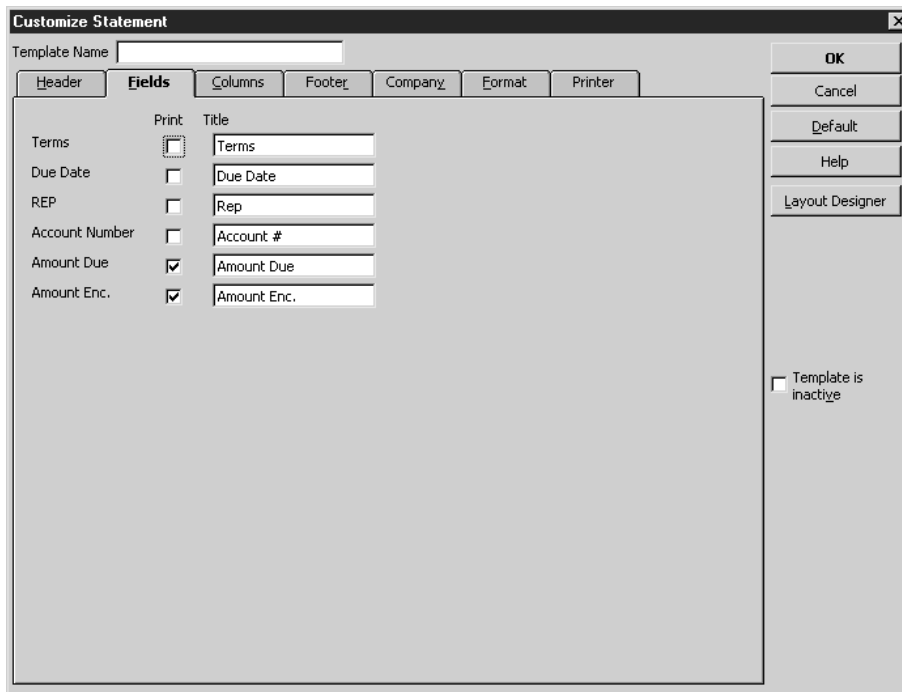 Customize Statement
Template Name
Header Fields Columns Footer Company Format Printer
OK
Cancel
Default
Help
Layout Designer
Print Title
Terms Terms
Due Date Due Date
REP Rep
Account Number Account #
Amount Due Amount Due
Amount Enc. Amount Enc.
Template is
inactive